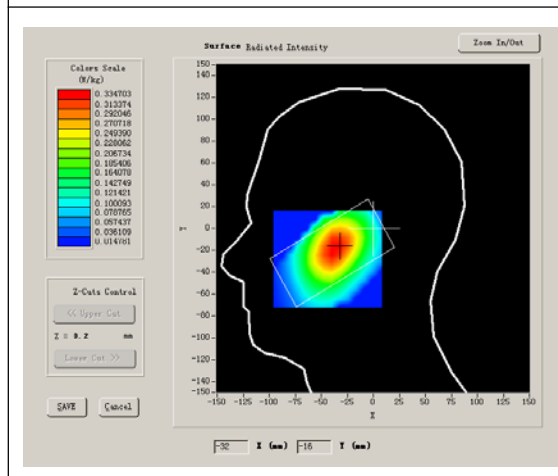 Surface Radiated Intensity
Zoom In/Out
Colors Scale
(W/kg)
0.334703
0.313374
0.292046
0.270718
0.249390
0.228062
0.206734
0.185406
0.164078
0.142749
0.121421
0.100093
0.078765
0.057437
0.036109
0.014781
150
140
120
100
80
60
40
20
0
-20
-40
-60
-80
-100
-120
-140
-150
Y
-150 -125 -100 -75 -50 -25 0 25 50 75 100 125 150
X
Z-Cuts Control
<< Upper Cut
Z = 3.2 mm
Lower Cut >>
SAVE Cancel
-32 X (mm) -16 Y (mm)